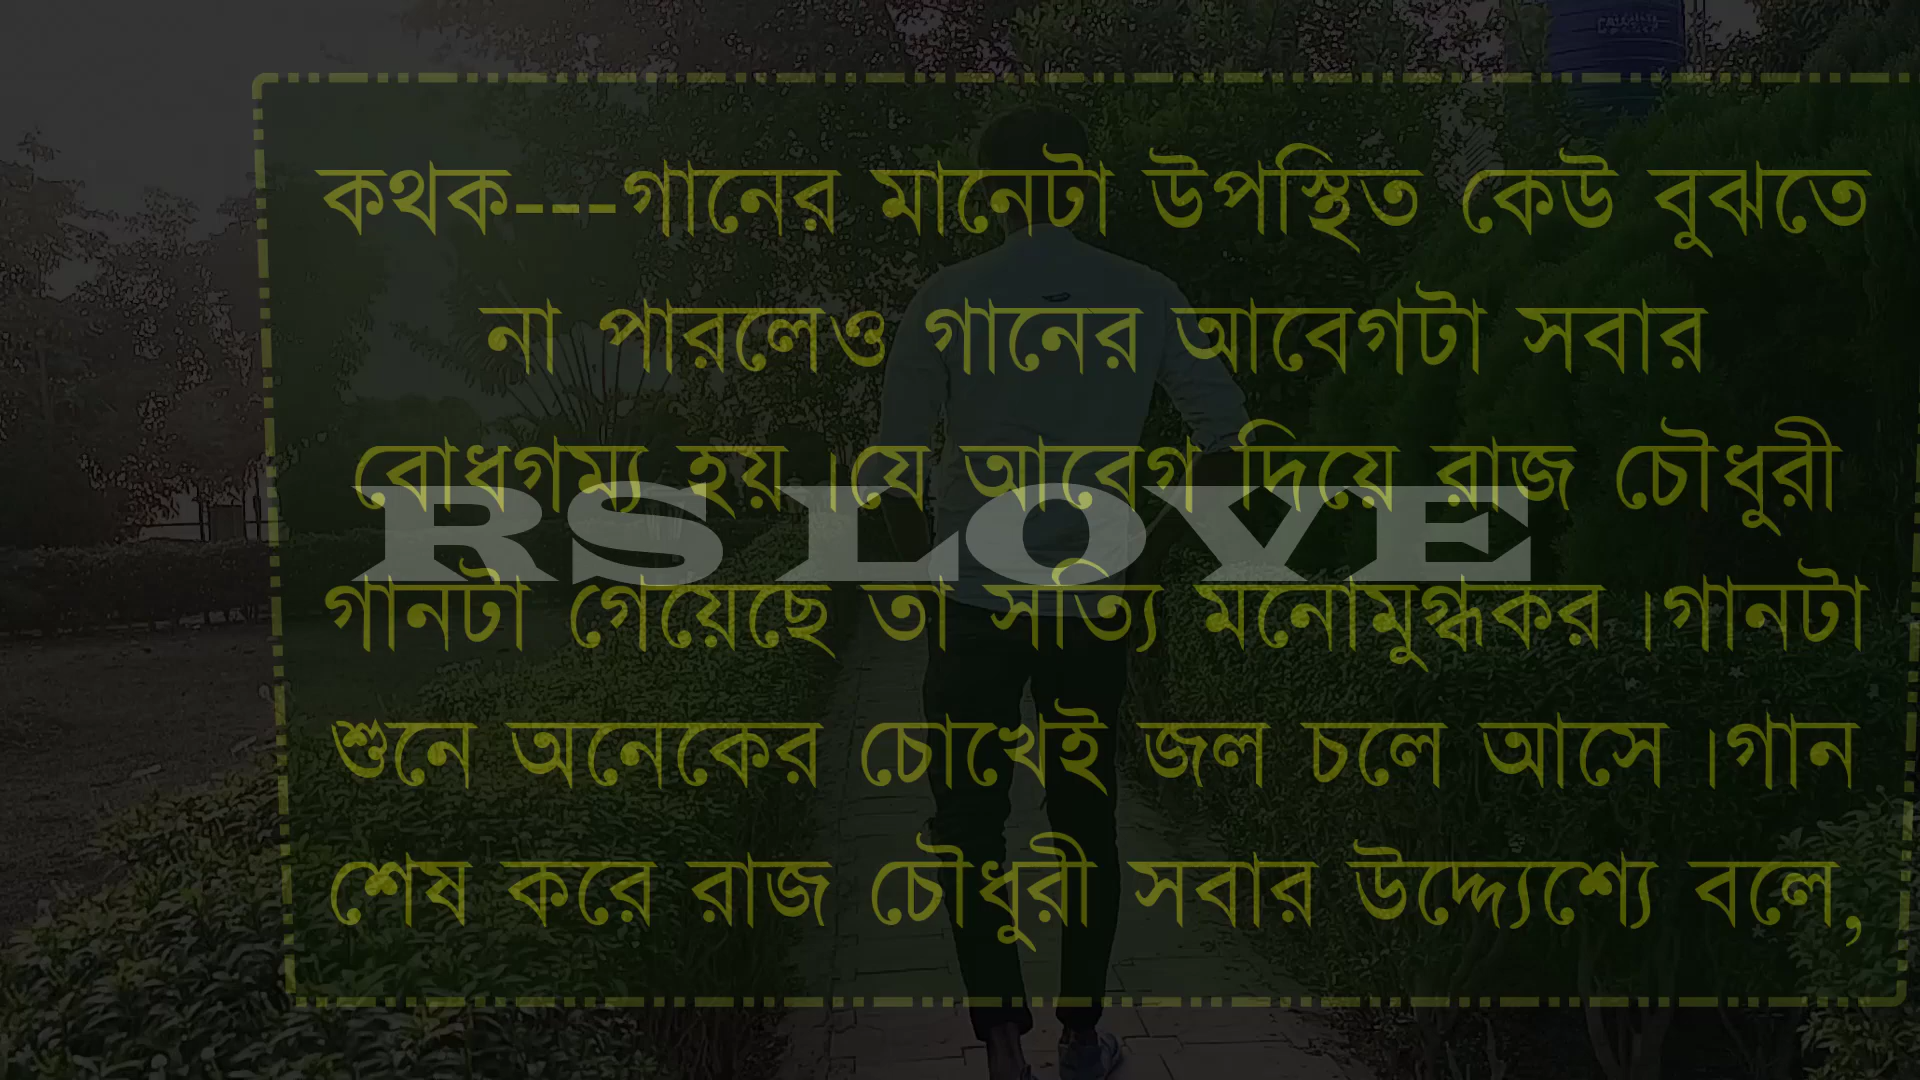 কথক---গানের মানেটা উপস্থিত কেউ বুঝতে
না পারলেও গানের আবেগটা সবার
বোধগম্য হয় ।যে আবেগ দিয়ে রাজ চৌধুরী
RS LOVE
গানটা গেয়েছে তা সত্যি মনোমুগ্ধকর ।গানটা
শুনে অনেকের চোখেই জল চলে আসে ।গান
শেষ করে রাজ চৌধুরী সবার উদ্দ্যেশ্যে বলে,